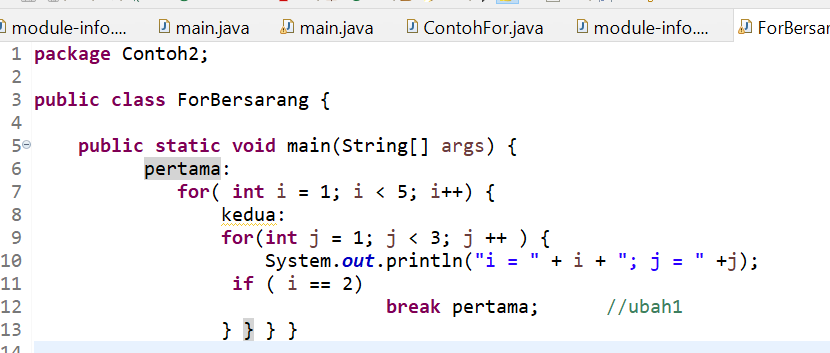 module-info.... main.java main.java ContohFor.java module-info.... ForBersar
1 package Contoh2;
2
3 public class ForBersarang {
4
5 public static void main(String[] args) {
6 pertama:
7 for( int i = 1; i < 5; i++) {
8 kedua:
9 for(int j = 1; j < 3; j ++ ) {
10 System.out.println("i = " + i + "; j = " +j);
11 if ( i == 2)
12 break pertama; //ubah1
13 } } } }
14